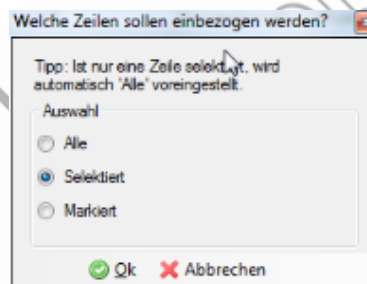 Welche Zeilen sollen einbezogen werden?
Tipp: Ist nur eine Zeile selektiert, wird
automatisch 'Alle' voreingestellt.
Auswahl
Alle
Selektiert
Markiert
Ok
Abbrechen